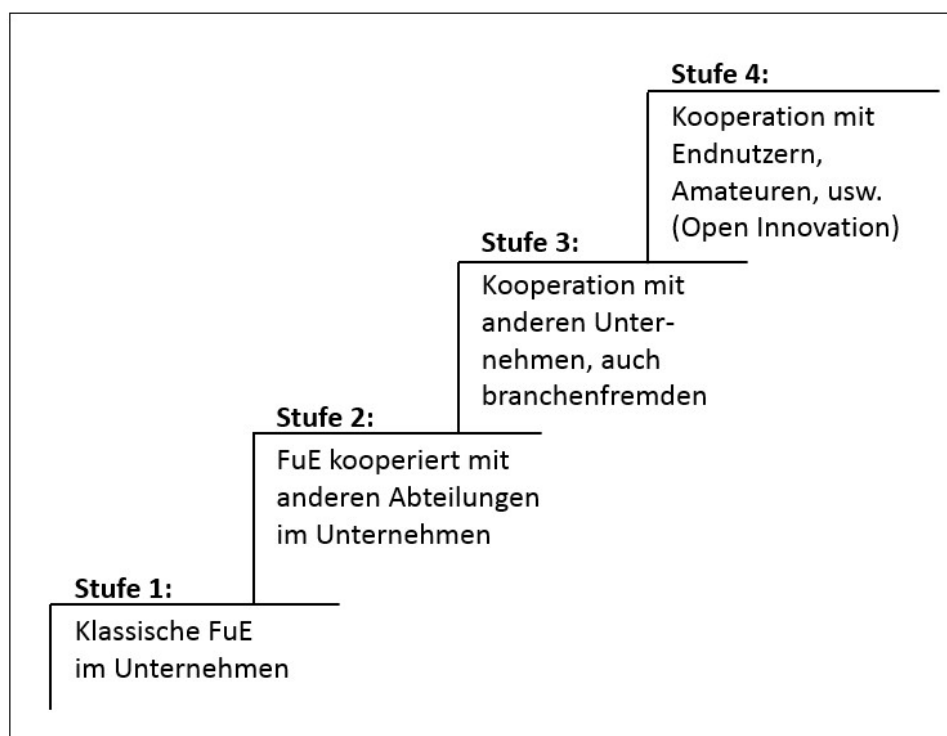 Stufe 4:
Kooperation mit
Endnutzern,
Amateuren, usw.
(Open Innovation)
Stufe 3:
Kooperation mit
anderen Unter-
nehmen, auch
branchenfremden
Stufe 2:
FuE kooperiert mit
anderen Abteilungen
im Unternehmen
Stufe 1:
Klassische FuE
im Unternehmen